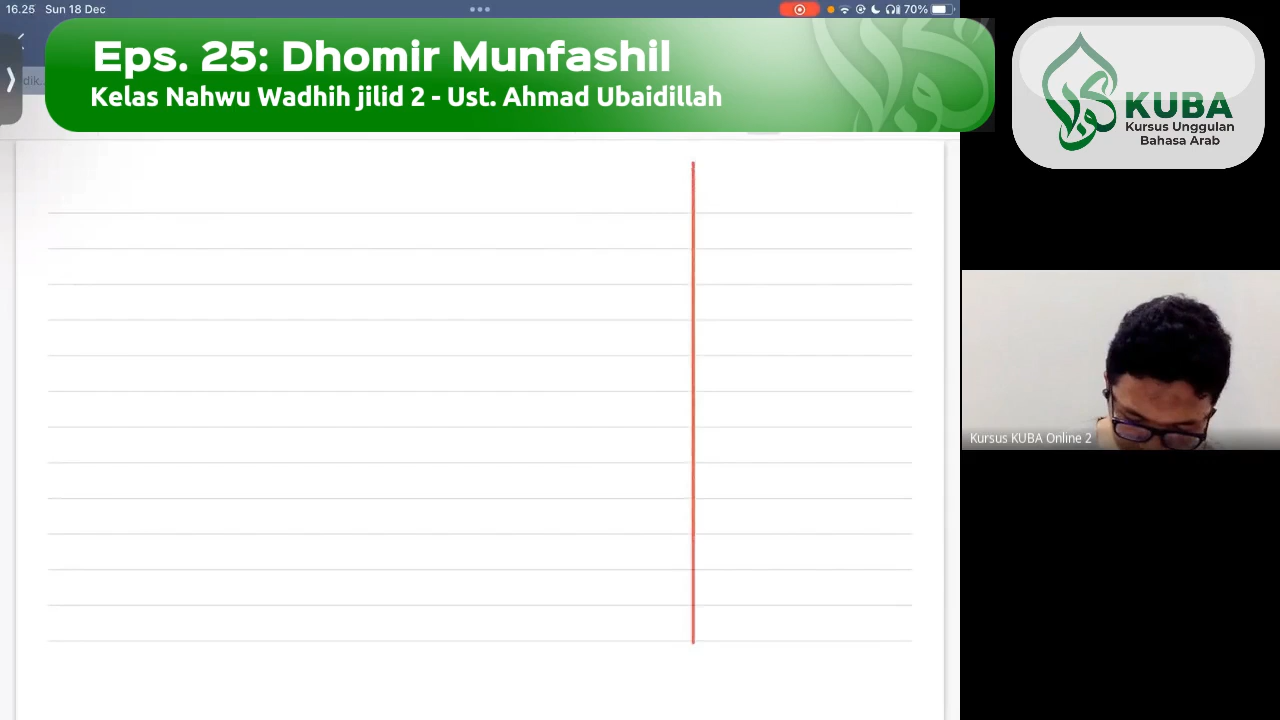 16.25 Sun 18 Dec
70%
Eps. 25: Dhomir Munfashil
Kelas Nahwu Wadhih jilid 2 - Ust. Ahmad Ubaidillah
KUBA
Kursus Unggulan
Bahasa Arab
Kursus KUBA Online 2